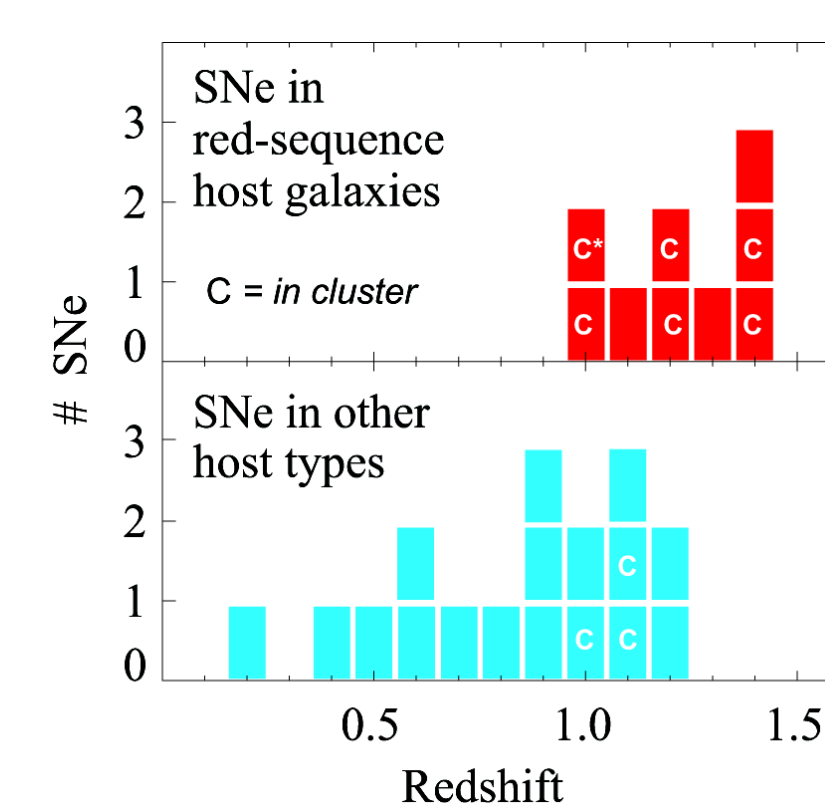 SNe in
red-sequence
host galaxies
C = in cluster
3
2
1
0
C* C C
C C C
# SNe
SNe in other
host types
3
2
1
0
C
C C
0.5 1.0 1.5
Redshift